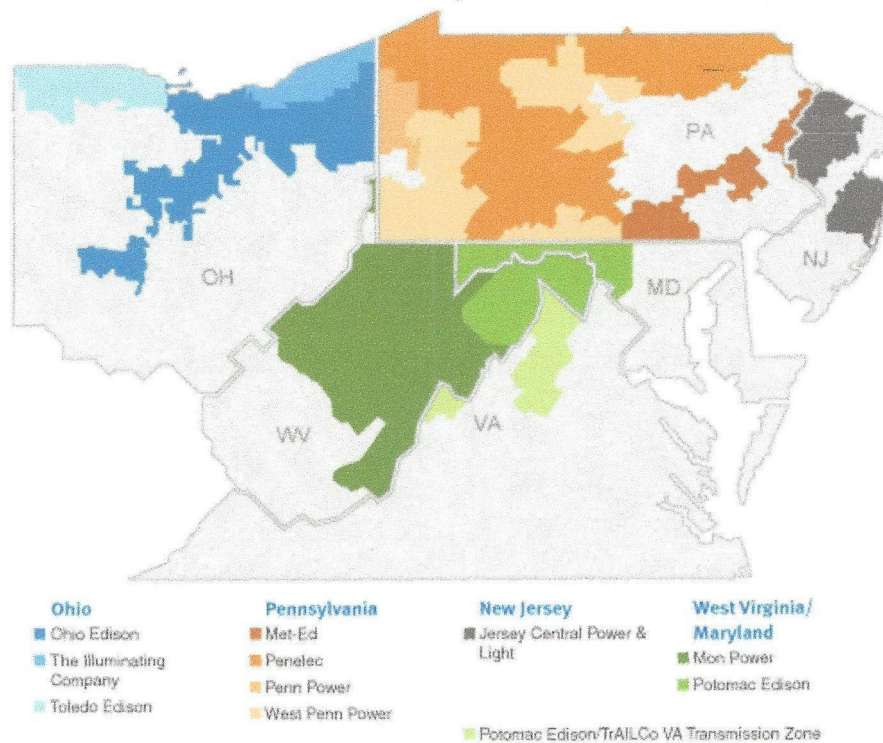 PA
OH
MD
NJ
WV
VA
Ohio
Ohio Edison
The Illuminating
Company
Toledo Edison
Pennsylvania
Met-Ed
Penelec
Penn Power
West Penn Power
New Jersey
Jersey Central Power &
Light
West Virginia/
Maryland
Mon Power
Potomac Edison
Potomac Edison/TrAILCo VA Transmission Zone